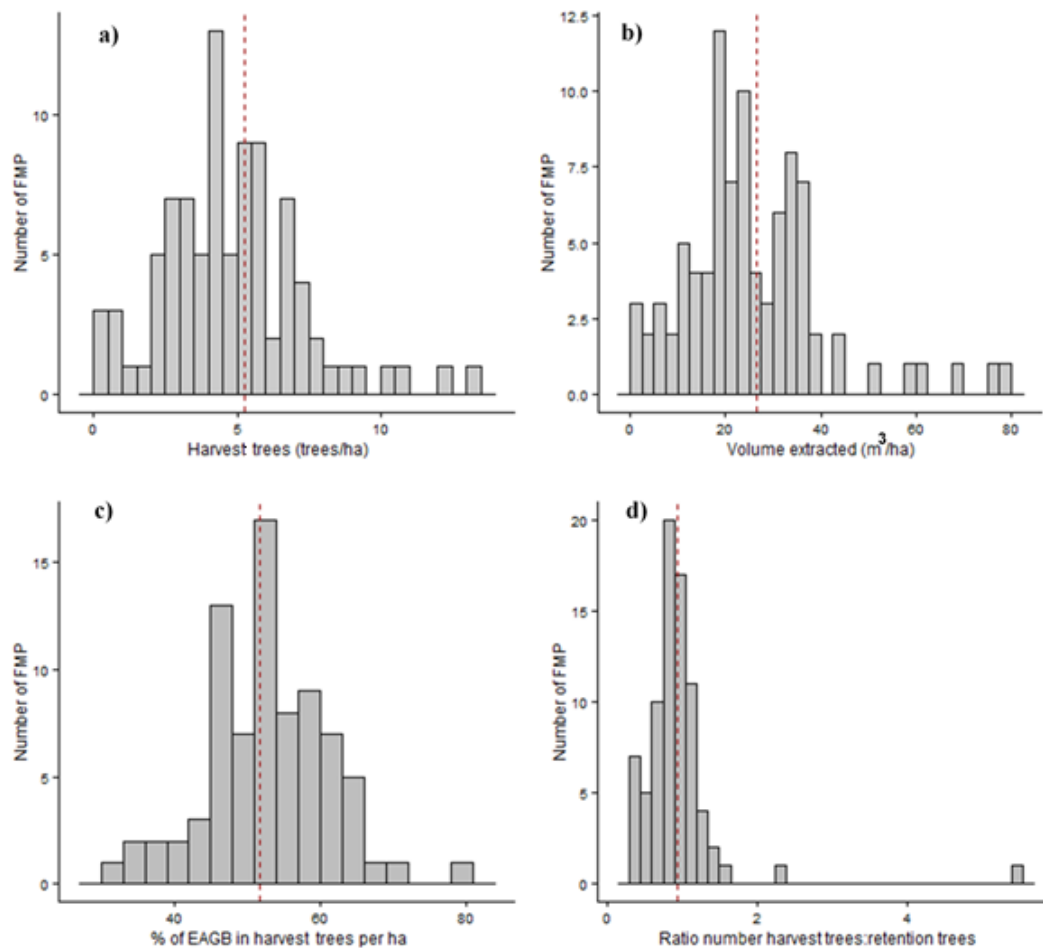 a)
Number of FMP
10
5
0
0 5 10
Harvest trees (trees/ha)
b)
Number of FMP
12.5
10.0
7.5
5.0
2.5
0.0
0 20 40 60 80
Volume extracted (m³/ha)
c)
Number of FMP
15
10
5
0
40 60 80
% of EAGB in harvest trees per ha
d)
Number of FMP
20
15
10
5
0
0 2 4
Ratio number harvest trees:retention trees